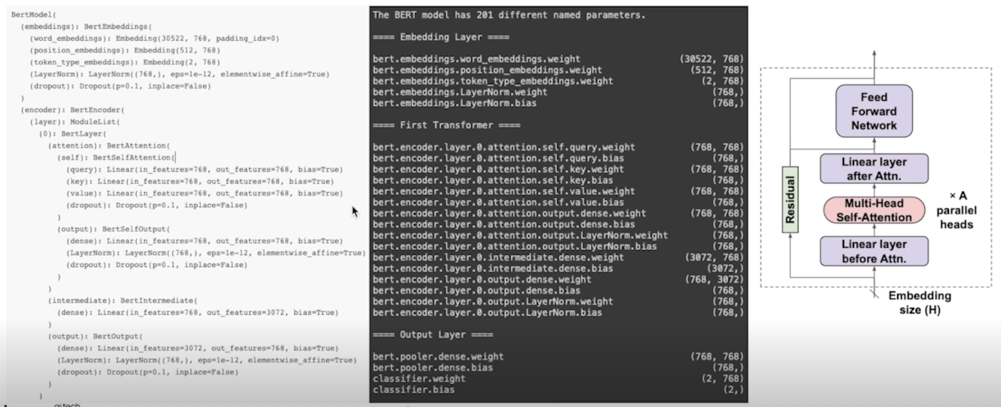 BertModel(
(embeddings): BertEmbeddings(
(word_embeddings): Embedding(30522, 768, padding_idx=0)
(position_embeddings): Embedding(512, 768)
(token_type_embeddings): Embedding(2, 768)
(LayerNorm): LayerNorm((768,), eps=1e-12, elementwise_affine=True)
(dropout): Dropout(p=0.1, inplace=False)
)
(encoder): BertEncoder(
(layer): ModuleList(
(0): BertLayer(
(attention): BertAttention(
(self): BertSelfAttention(
(query): Linear(in_features=768, out_features=768, bias=True)
(key): Linear(in_features=768, out_features=768, bias=True)
(value): Linear(in_features=768, out_features=768, bias=True)
(dropout): Dropout(p=0.1, inplace=False)
)
(output): BertSelfOutput(
(dense): Linear(in_features=768, out_features=768, bias=True)
(LayerNorm): LayerNorm((768,), eps=1e-12, elementwise_affine=True)
(dropout): Dropout(p=0.1, inplace=False)
)
)
(intermediate): BertIntermediate(
(dense): Linear(in_features=768, out_features=3072, bias=True)
)
(output): BertOutput(
(dense): Linear(in_features=3072, out_features=768, bias=True)
(LayerNorm): LayerNorm((768,), eps=1e-12, elementwise_affine=True)
(dropout): Dropout(p=0.1, inplace=False)
)
)
The BERT model has 201 different named parameters.
==== Embedding Layer ====
bert.embeddings.word_embeddings.weight (30522, 768)
bert.embeddings.position_embeddings.weight (512, 768)
bert.embeddings.token_type_embeddings.weight (2, 768)
bert.embeddings.LayerNorm.weight (768,)
bert.embeddings.LayerNorm.bias (768,)
==== First Transformer ====
bert.encoder.layer.0.attention.self.query.weight (768, 768)
bert.encoder.layer.0.attention.self.query.bias (768,)
bert.encoder.layer.0.attention.self.key.weight (768, 768)
bert.encoder.layer.0.attention.self.key.bias (768,)
bert.encoder.layer.0.attention.self.value.weight (768, 768)
bert.encoder.layer.0.attention.self.value.bias (768,)
bert.encoder.layer.0.attention.output.dense.weight (768, 768)
bert.encoder.layer.0.attention.output.dense.bias (768,)
bert.encoder.layer.0.attention.output.LayerNorm.weight (768,)
bert.encoder.layer.0.attention.output.LayerNorm.bias (768,)
bert.encoder.layer.0.intermediate.dense.weight (3072, 768)
bert.encoder.layer.0.intermediate.dense.bias (3072,)
bert.encoder.layer.0.output.dense.weight (768, 3072)
bert.encoder.layer.0.output.dense.bias (768,)
bert.encoder.layer.0.output.LayerNorm.weight (768,)
bert.encoder.layer.0.output.LayerNorm.bias (768,)
==== Output Layer ====
bert.pooler.dense.weight (768, 768)
bert.pooler.dense.bias (768,)
classifier.weight (2, 768)
classifier.bias (2,)
Feed
Forward
Network
Linear layer
after Attn.
Multi-Head
Self-Attention
Linear layer
before Attn.
Residual
× A
parallel
heads
Embedding
size (H)